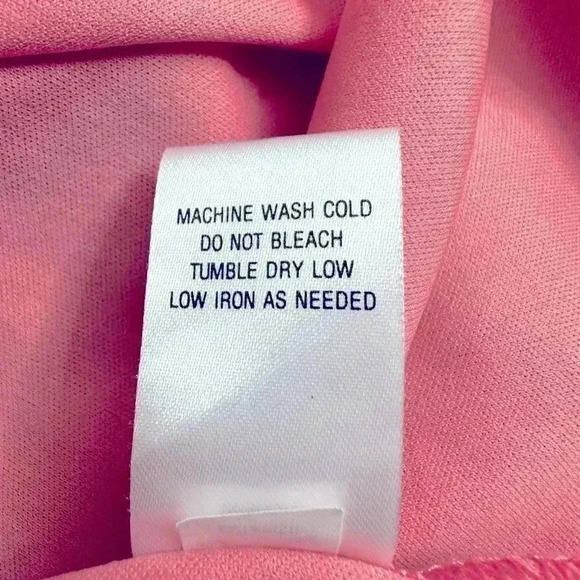 MACHINE WASH COLD
DO NOT BLEACH
TUMBLE DRY LOW
LOW IRON AS NEEDED